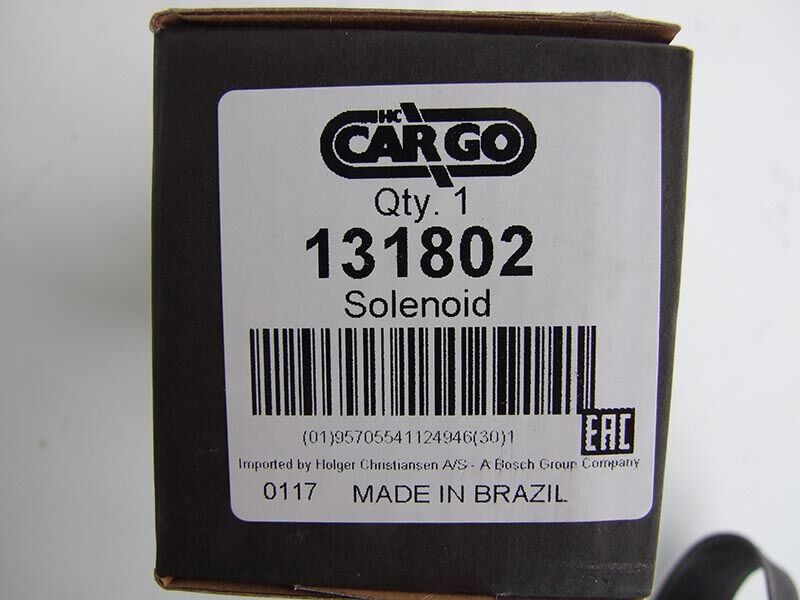 HC
CARGO
Qty. 1
131802
Solenoid
(01)95705541124946(30)1
EAC
Imported by Holger Christiansen A/S - A Bosch Group Company
0117 MADE IN BRAZIL